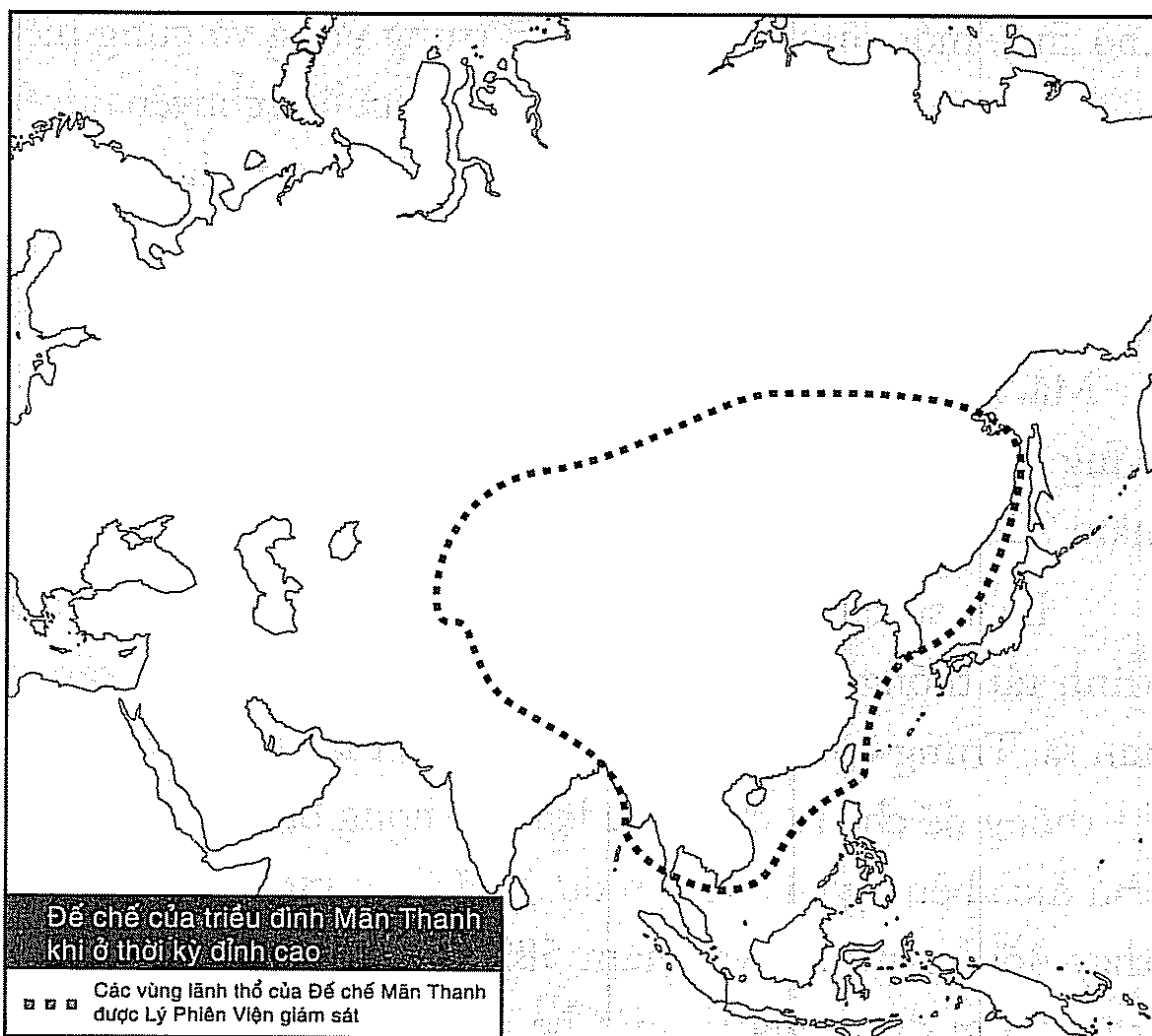 Đế chế của triều đình Mãn Thanh
khi ở thời kỳ đỉnh cao
Các vùng lãnh thổ của Đế chế Mãn Thanh
được Lý Phiên Viện giám sát